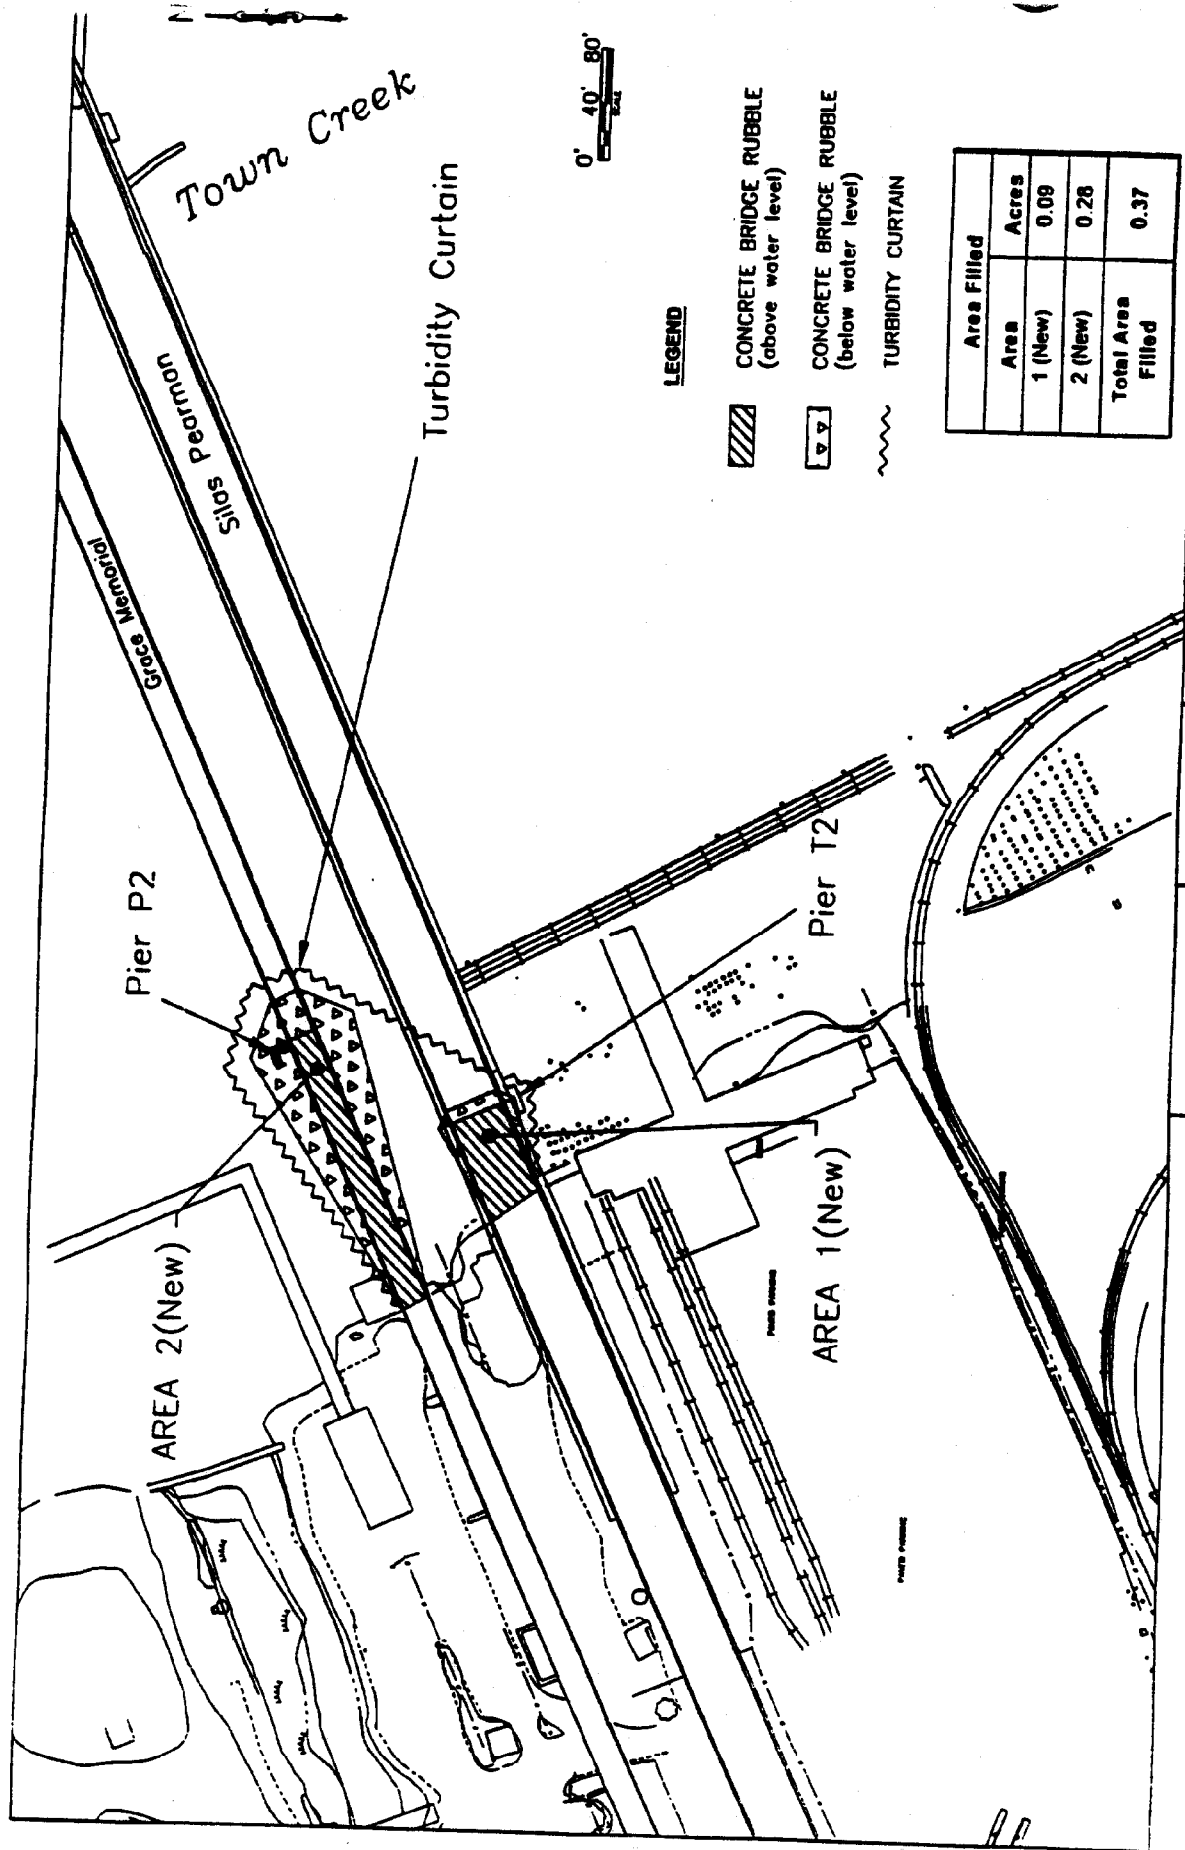 N
Town Creek
0' 40' 80'
SCALE
Grace Memorial
Silas Pearman
Turbidity Curtain
Pier P2
Pier T2
AREA 2(New)
AREA 1(New)
LEGEND
CONCRETE BRIDGE RUBBLE
(above water level)
CONCRETE BRIDGE RUBBLE
(below water level)
TURBIDITY CURTAIN
Area Filled
Area Acres
1 (New) 0.09
2 (New) 0.28
Total Area
Filled 0.37